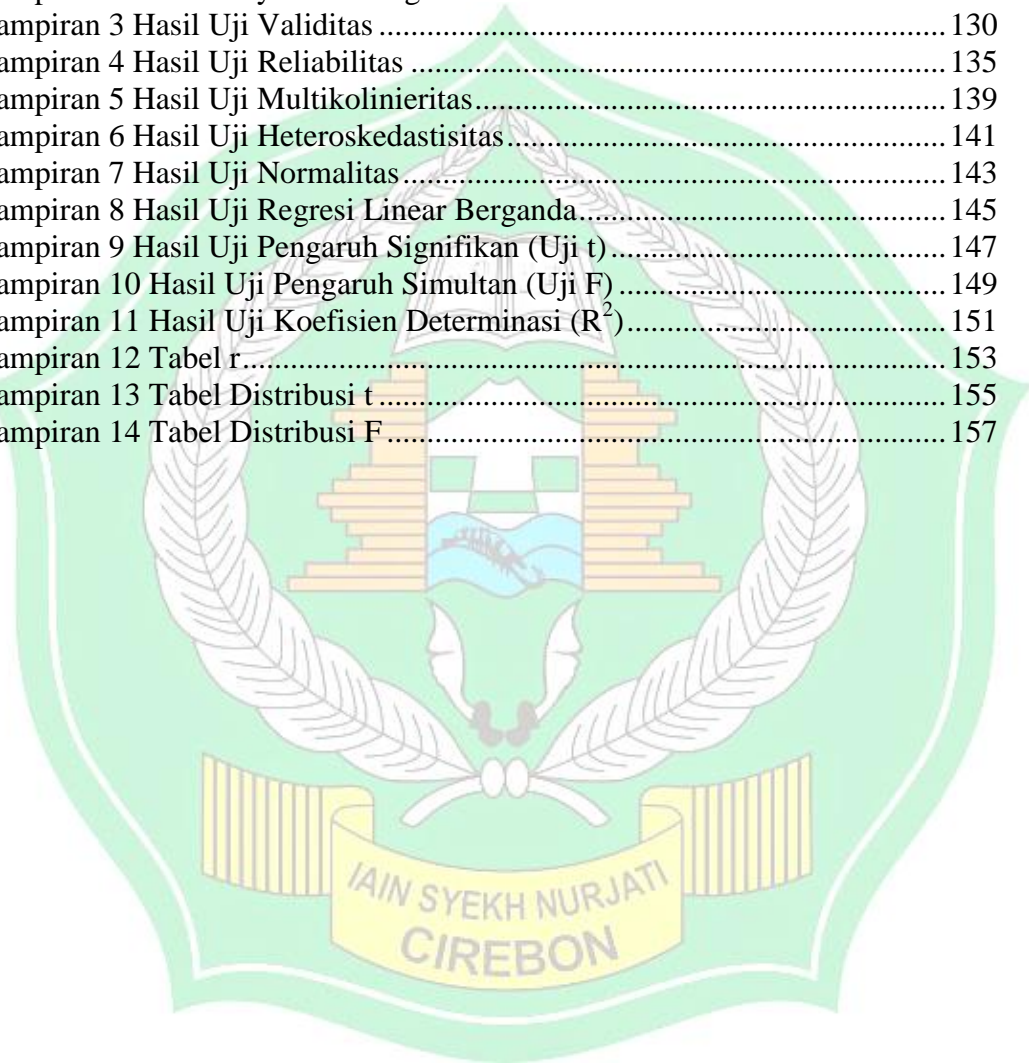 ampiran 3 Hasil Uji Validitas ........................................................................ 130
ampiran 4 Hasil Uji Reliabilitas .................................................................... 135
ampiran 5 Hasil Uji Multikolinieritas ............................................................ 139
ampiran 6 Hasil Uji Heteroskedastisitas ....................................................... 141
ampiran 7 Hasil Uji Normalitas ..................................................................... 143
ampiran 8 Hasil Uji Regresi Linear Berganda ............................................... 145
ampiran 9 Hasil Uji Pengaruh Signifikan (Uji t) ........................................... 147
ampiran 10 Hasil Uji Pengaruh Simultan (Uji F) .......................................... 149
ampiran 11 Hasil Uji Koefisien Determinasi (R²) ......................................... 151
ampiran 12 Tabel r ......................................................................................... 153
ampiran 13 Tabel Distribusi t ........................................................................ 155
ampiran 14 Tabel Distribusi F ....................................................................... 157
IAIN SYEKH NURJATI
CIREBON